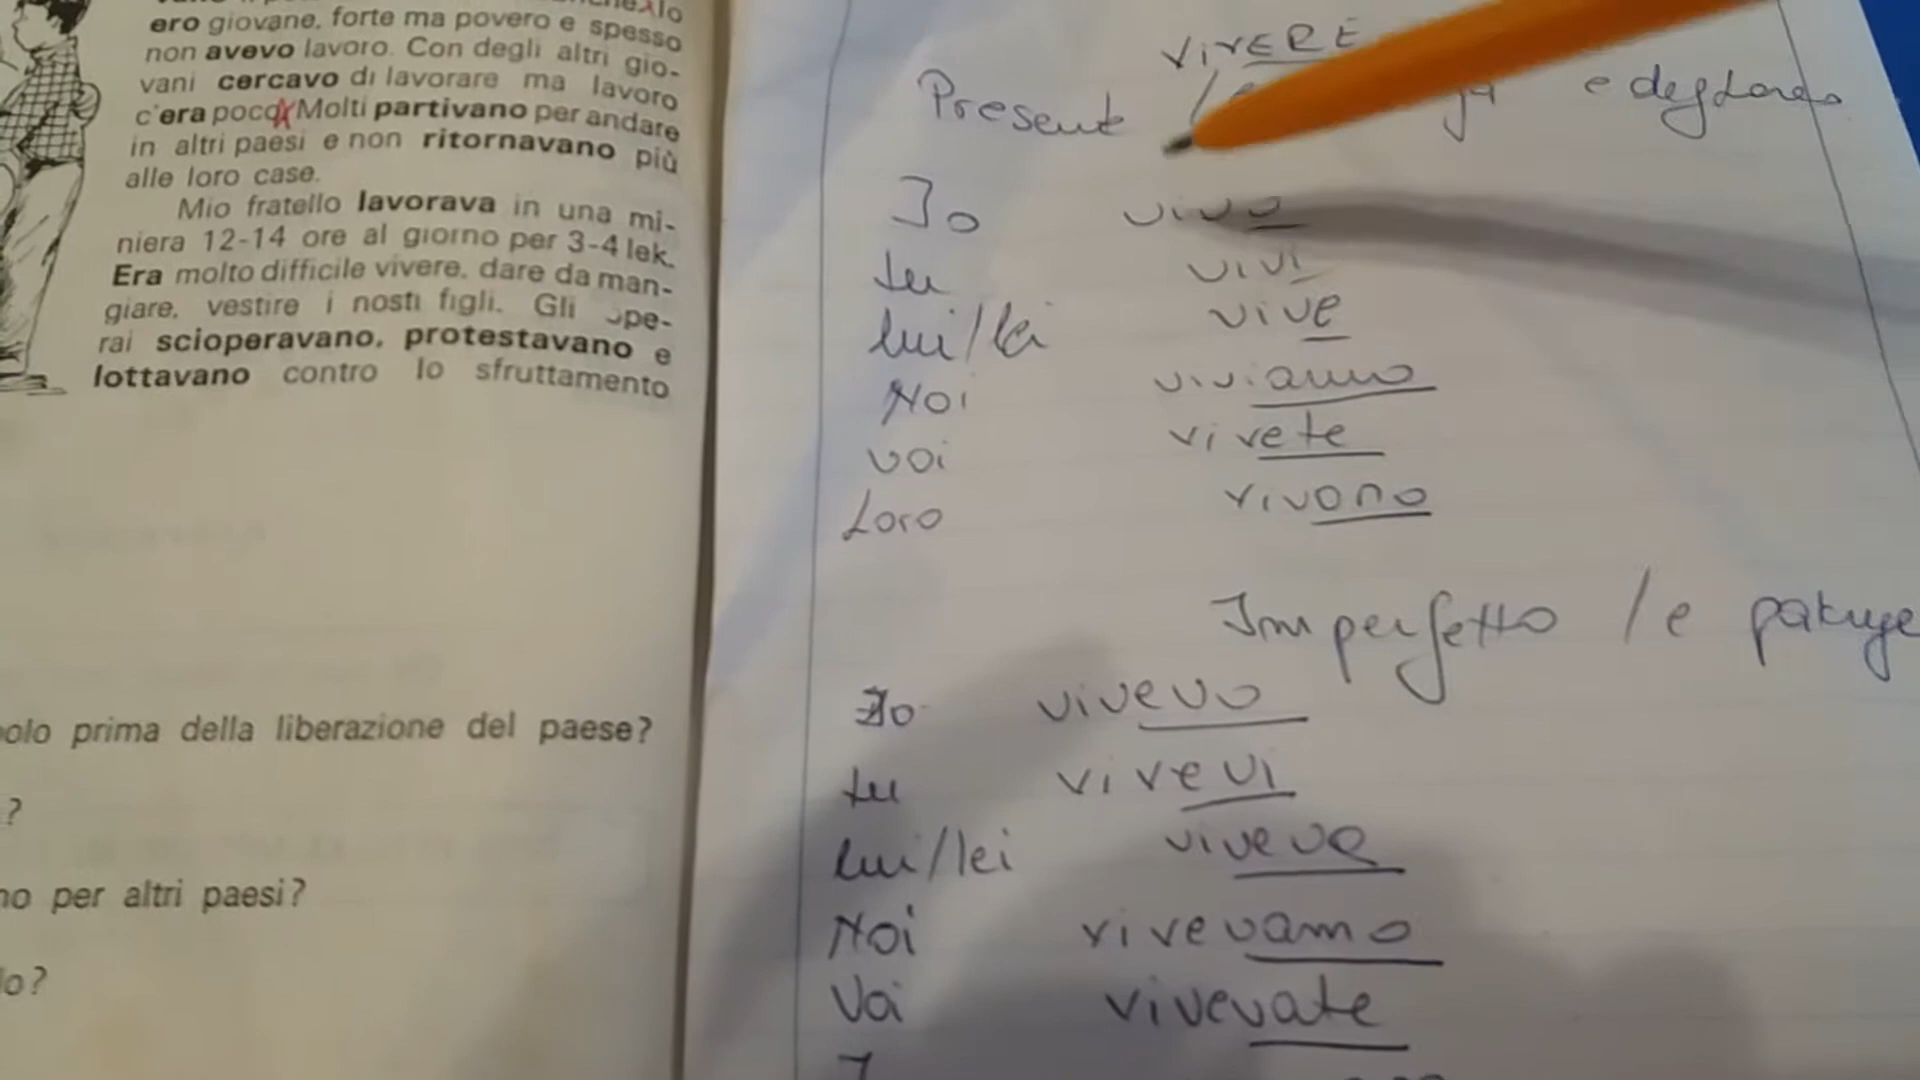 ero giovane, forte ma povero e spesso
non avevo lavoro. Con degli altri gio-
vani cercavo di lavorare ma lavoro
c'era poco Molti partivano per andare
in altri paesi e non ritornavano più
alle loro case.
Mio fratello lavorava in una mi-
niera 12-14 ore al giorno per 3-4 lek.
Era molto difficile vivere, dare da man-
giare, vestire i nosti figli. Gli ope-
rai scioperavano, protestavano e
lottavano contro lo sfruttamento
olo prima della liberazione del paese?
?
no per altri paesi?
lo?
VIVERE
Present / e deftores
Io vivo
tu vivi
lui/lei vive
Noi viviamo
voi vivete
Loro vivono
Imperfetto / e pakrye
Io vivevo
tu vivevi
lui/lei viveva
Noi vivevamo
Voi vivevate